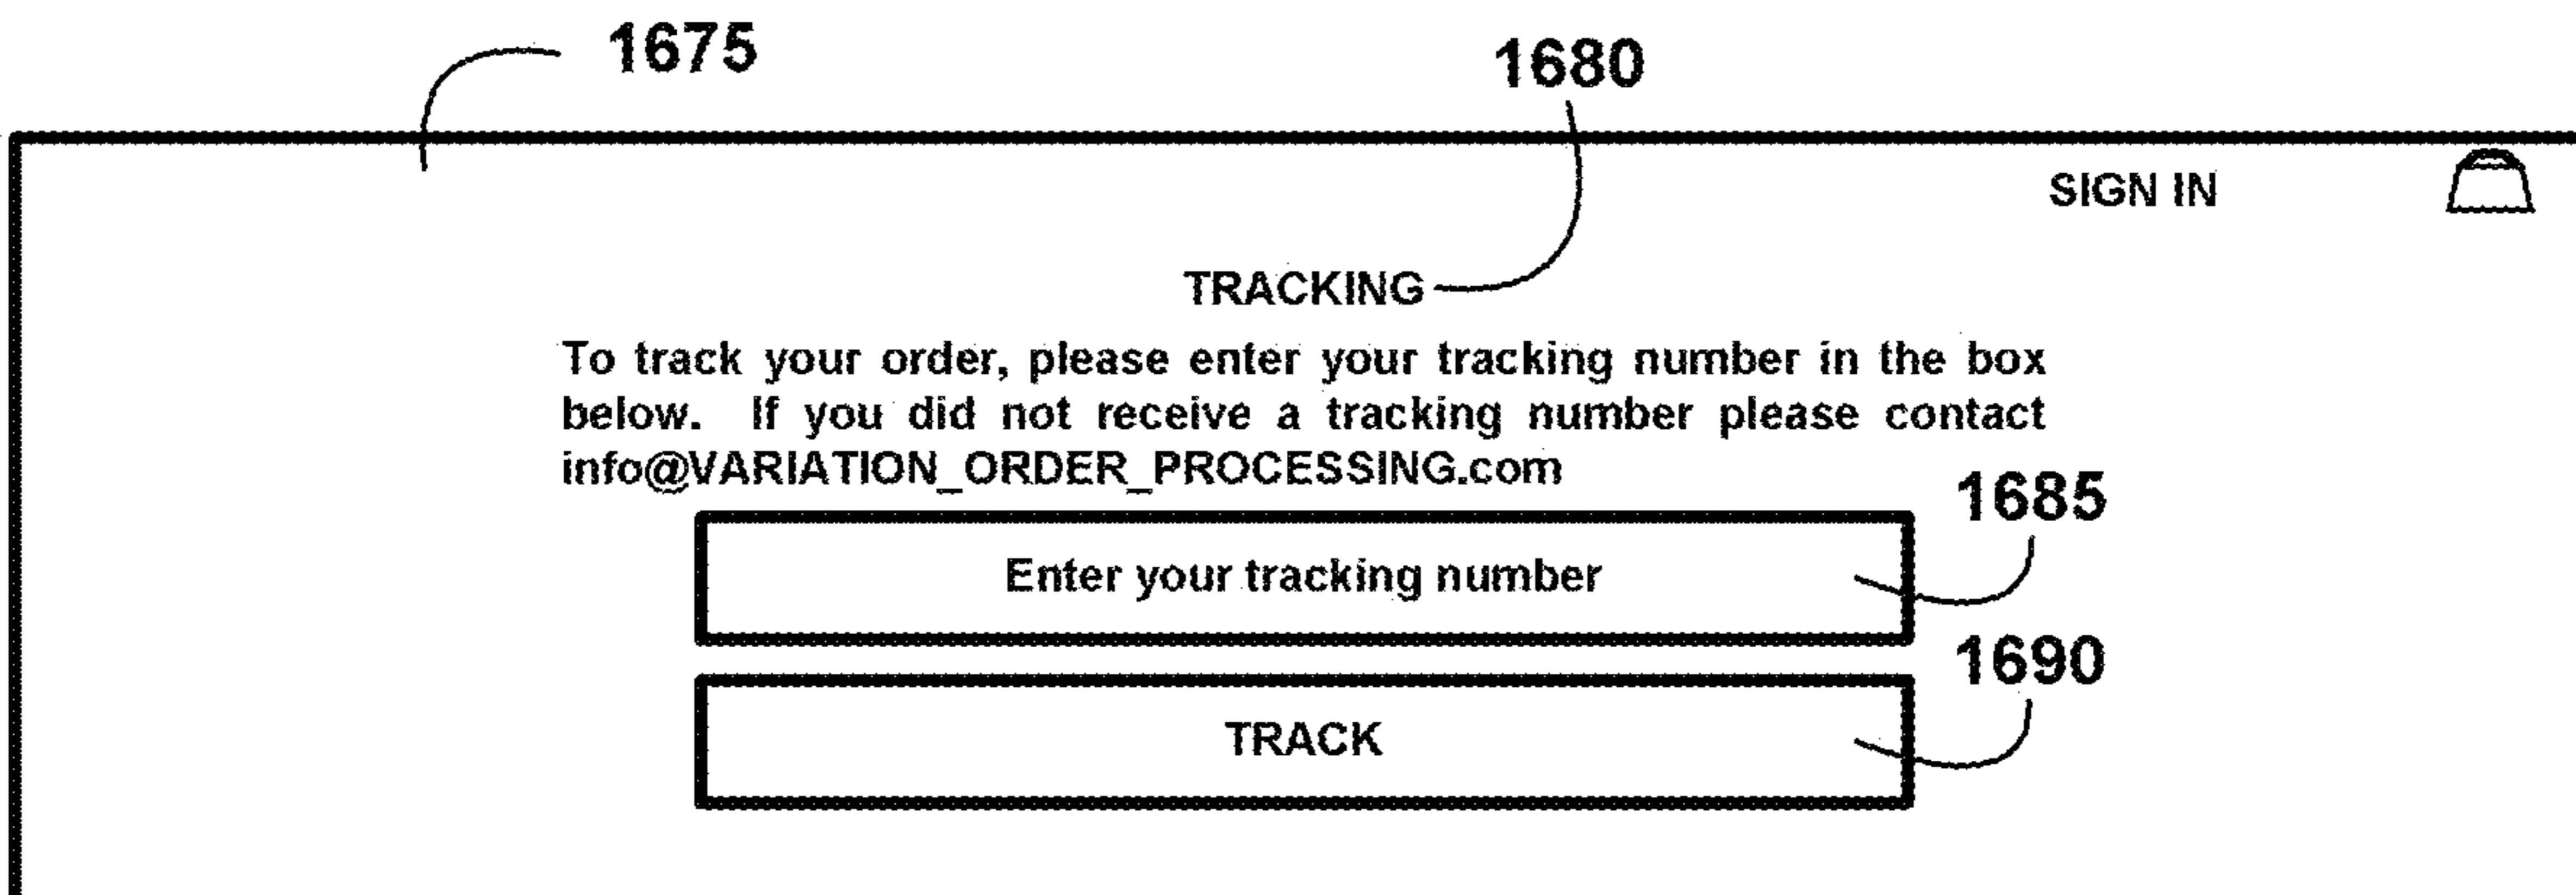 1675
1680
SIGN IN
TRACKING
To track your order, please enter your tracking number in the box
below. If you did not receive a tracking number please contact
info@VARIATION_ORDER_PROCESSING.com
1685
Enter your tracking number
1690
TRACK